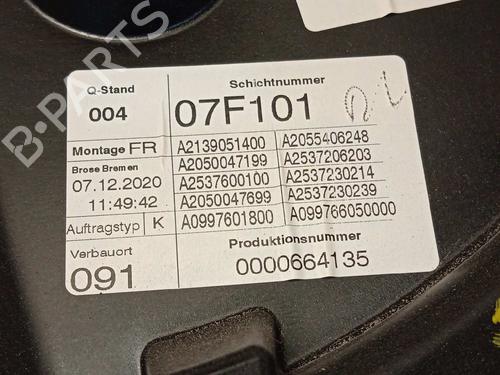 Q-Stand
004
Schichtnummer
07F101
Montage FR
Brose Bremen
07.12.2020
11:49:42
Auftragstyp K
Verbauort
091
A2139051400 A2055406248
A2050047199 A2537206203
A2537600100 A2537230214
A2050047699 A2537230239
A0997601800 A099766050000
Produktionsnummer
0000664135
B-PARTS